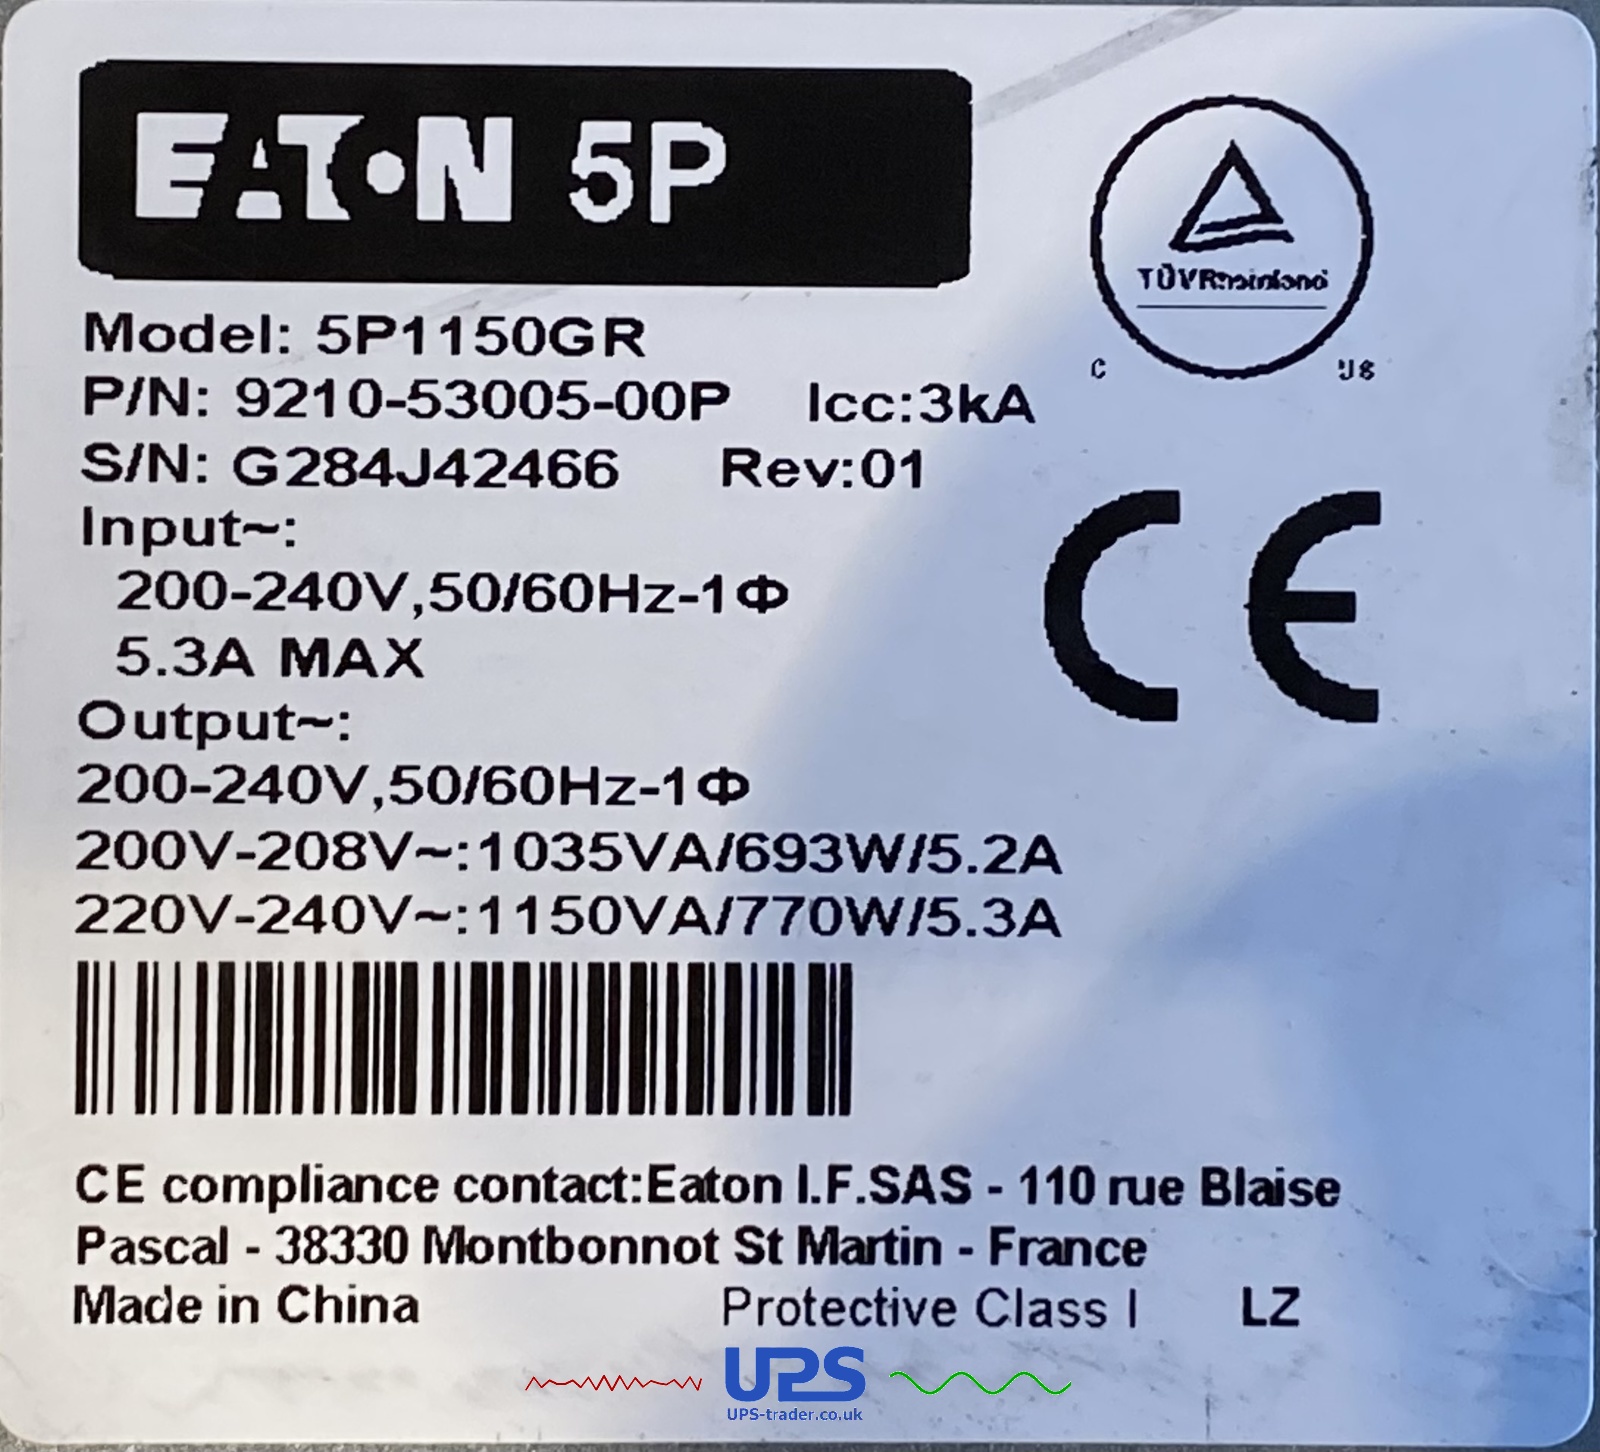 EATON 5P
TÜVRheinland
C US
Model: 5P1150GR
P/N: 9210-53005-00P Icc:3kA
S/N: G284J42466 Rev:01
CE
Input~:
200-240V,50/60Hz-1Φ
5.3A MAX
Output~:
200-240V,50/60Hz-1Φ
200V-208V~:1035VA/693W/5.2A
220V-240V~:1150VA/770W/5.3A
CE compliance contact:Eaton I.F.SAS - 110 rue Blaise
Pascal - 38330 Montbonnot St Martin - France
Made in China Protective Class I LZ
UPS
UPS-trader.co.uk